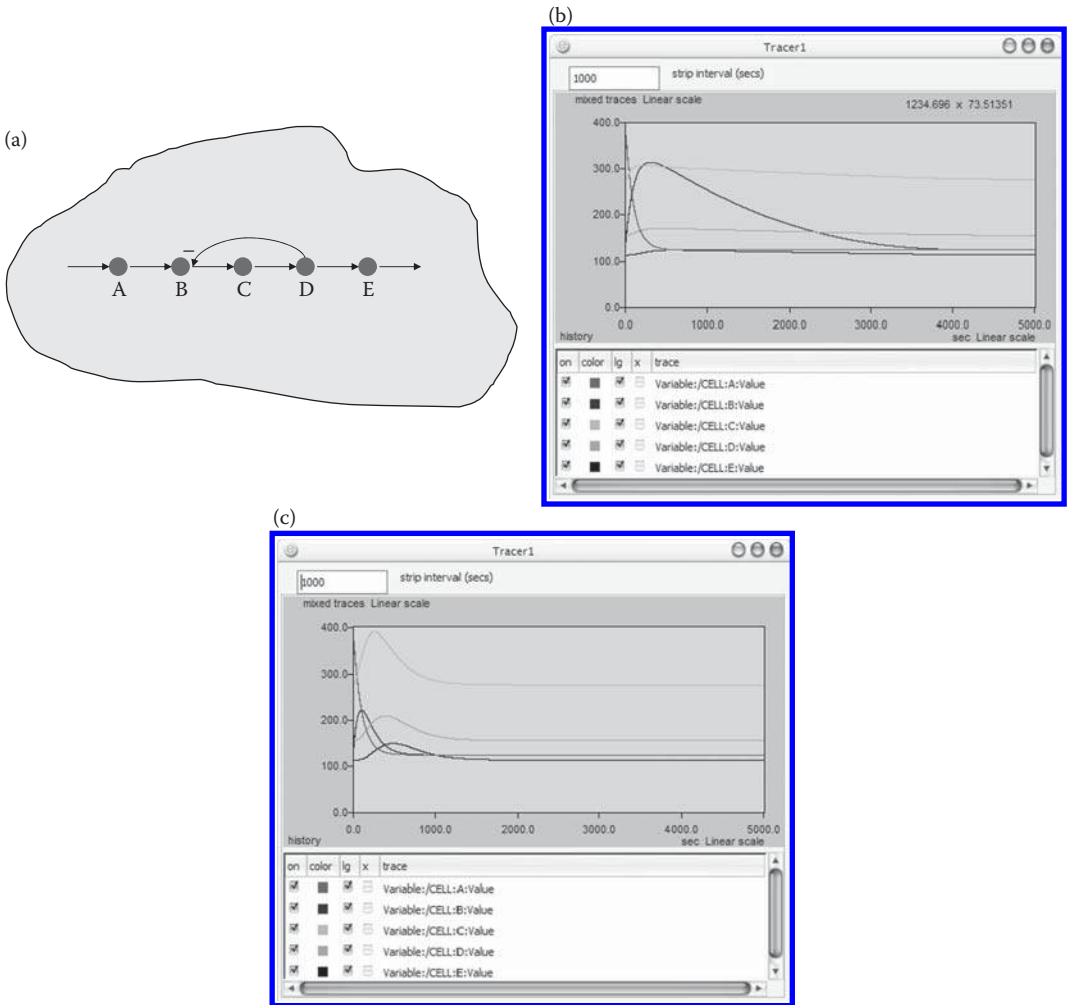 (a)
–
A B C D E
(b)
Tracer1
1000 strip interval (secs)
mixed traces Linear scale 1234.696 x 73.51351
400.0
300.0
200.0
100.0
0.0
0.0 1000.0 2000.0 3000.0 4000.0 5000.0
history sec Linear scale
on color lg x trace
Variable:/CELL:A:Value
Variable:/CELL:B:Value
Variable:/CELL:C:Value
Variable:/CELL:D:Value
Variable:/CELL:E:Value
(c)
Tracer1
1000 strip interval (secs)
mixed traces Linear scale
400.0
300.0
200.0
100.0
0.0
0.0 1000.0 2000.0 3000.0 4000.0 5000.0
history sec Linear scale
on color lg x trace
Variable:/CELL:A:Value
Variable:/CELL:B:Value
Variable:/CELL:C:Value
Variable:/CELL:D:Value
Variable:/CELL:E:Value